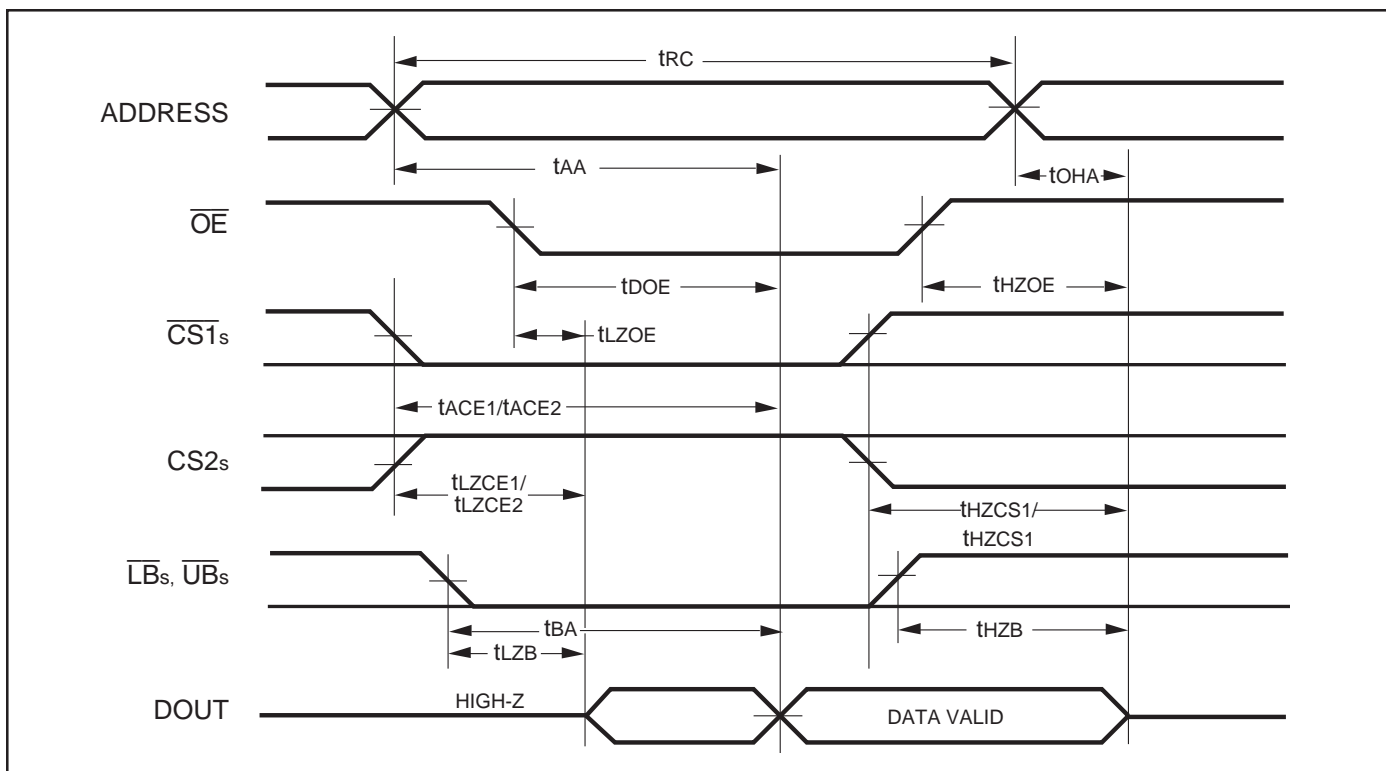 tRC
ADDRESS
tAA
tOHA
OE
tDOE
tHZOE
CS1s
tLZOE
tACE1/tACE2
CS2s
tLZCE1/
tLZCE2
tHZCS1/
tHZCS1
LBs, UBs
tBA
tHZB
tLZB
HIGH-Z
DOUT
DATA VALID